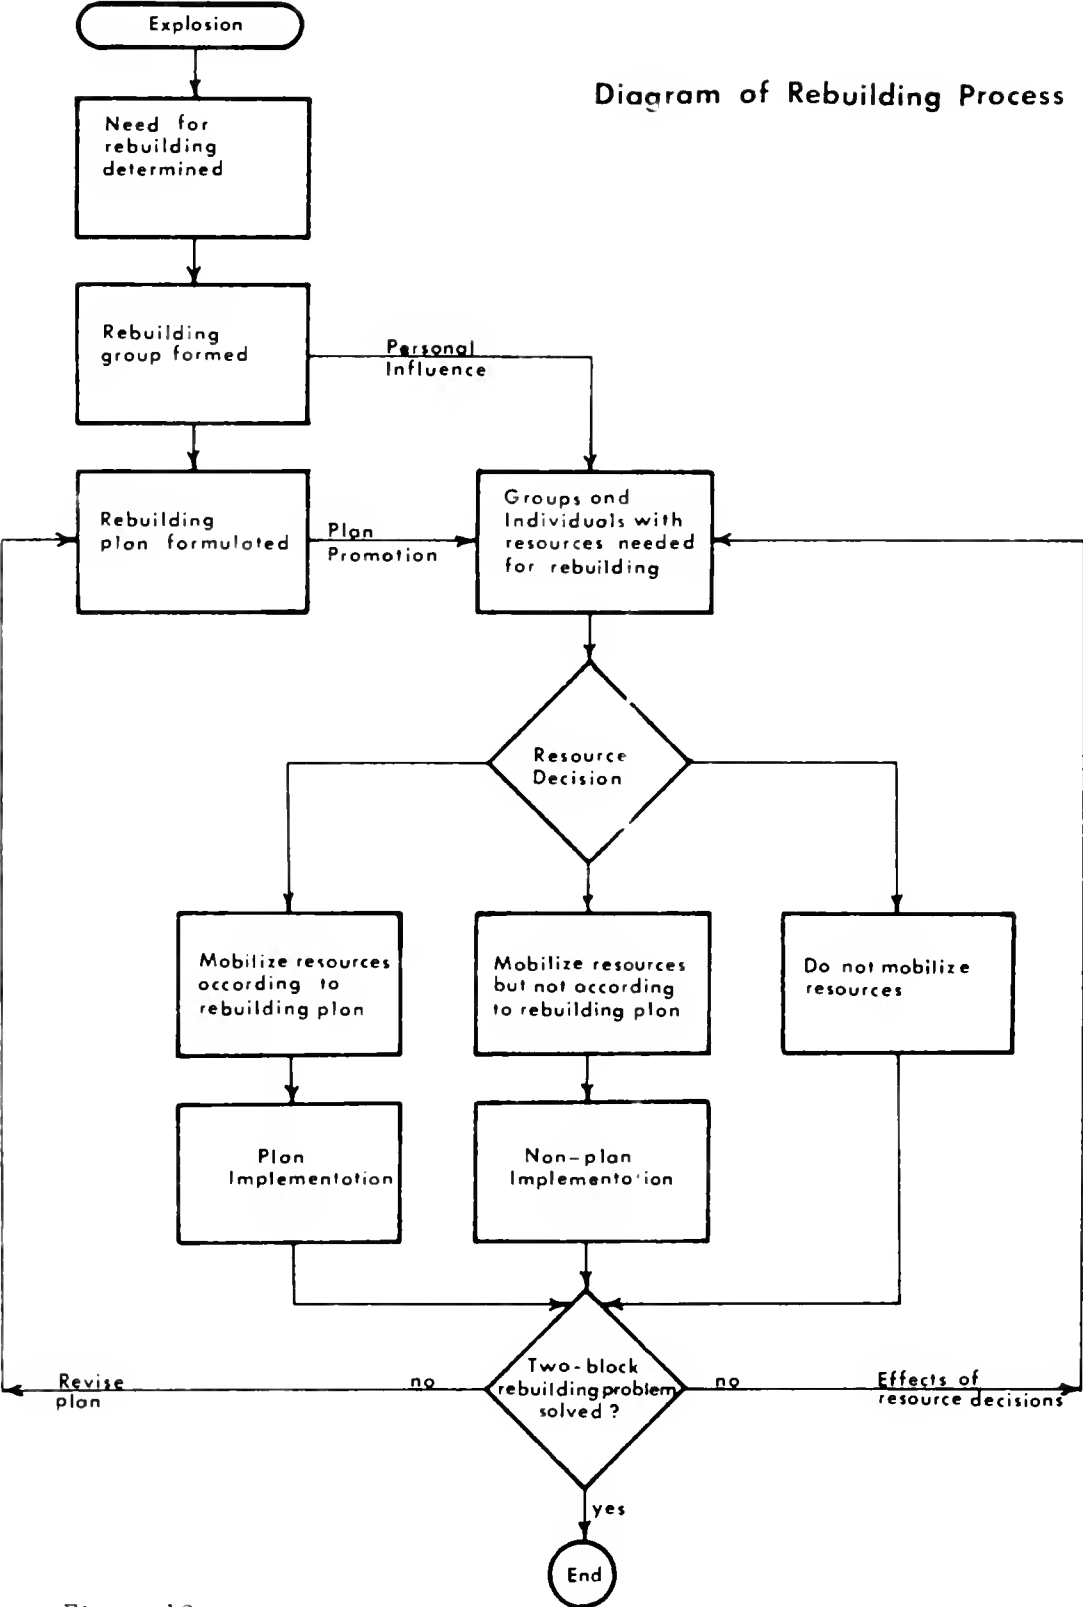 Explosion
Diagram of Rebuilding Process
Need for
rebuilding
determined
Rebuilding
group formed
Personal
Influence
Rebuilding
plan formulated
Plan
Promotion
Groups and
Individuals with
resources needed
for rebuilding
Resource
Decision
Mobilize resources
according to
rebuilding plan
Mobilize resources
but not according
to rebuilding plan
Do not mobilize
resources
Plan
Implementation
Non-plan
Implementation
Two-block
rebuilding problem
solved?
Revise
plan
no
no
Effects of
resource decisions
yes
End